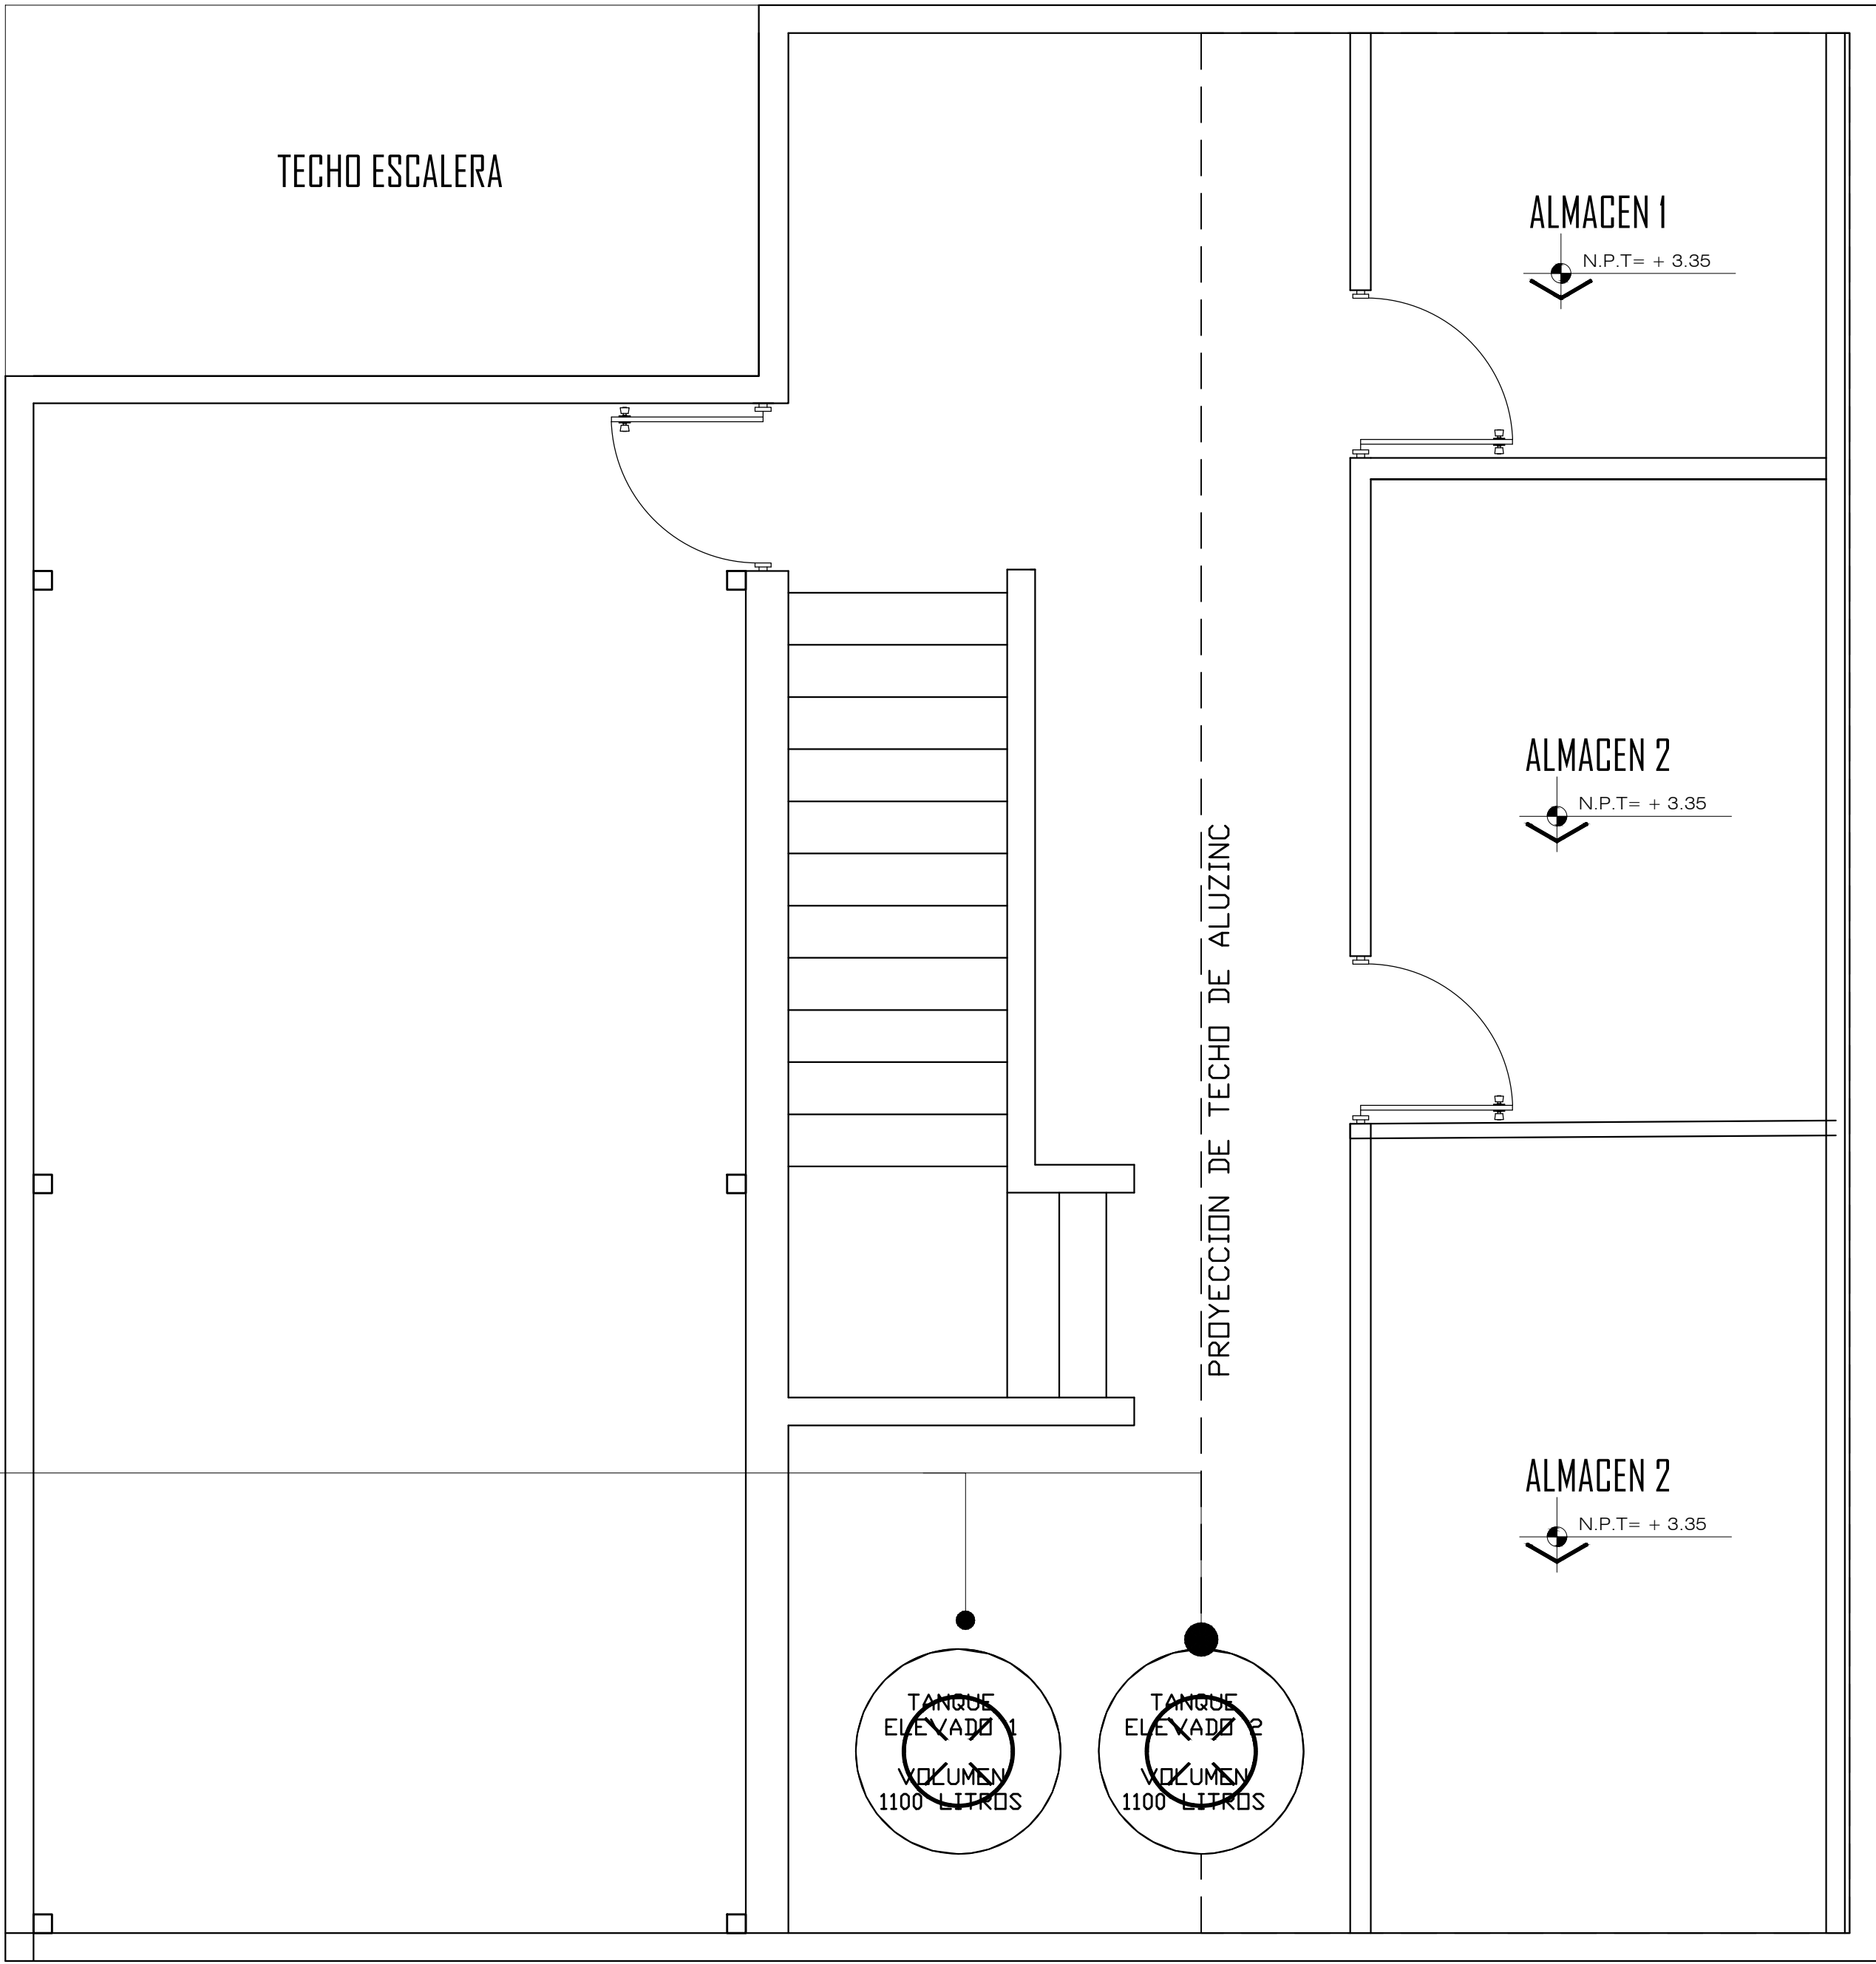 TECHO ESCALERA
ALMACEN 1
N.P.T= + 3.35
ALMACEN 2
N.P.T= + 3.35
PROYECCION DE TECHO DE ALUZINC
ALMACEN 2
N.P.T= + 3.35
TANQUE
ELEVADO 1
VOLUMEN
1100 LITROS
TANQUE
ELEVADO 2
VOLUMEN
1100 LITROS